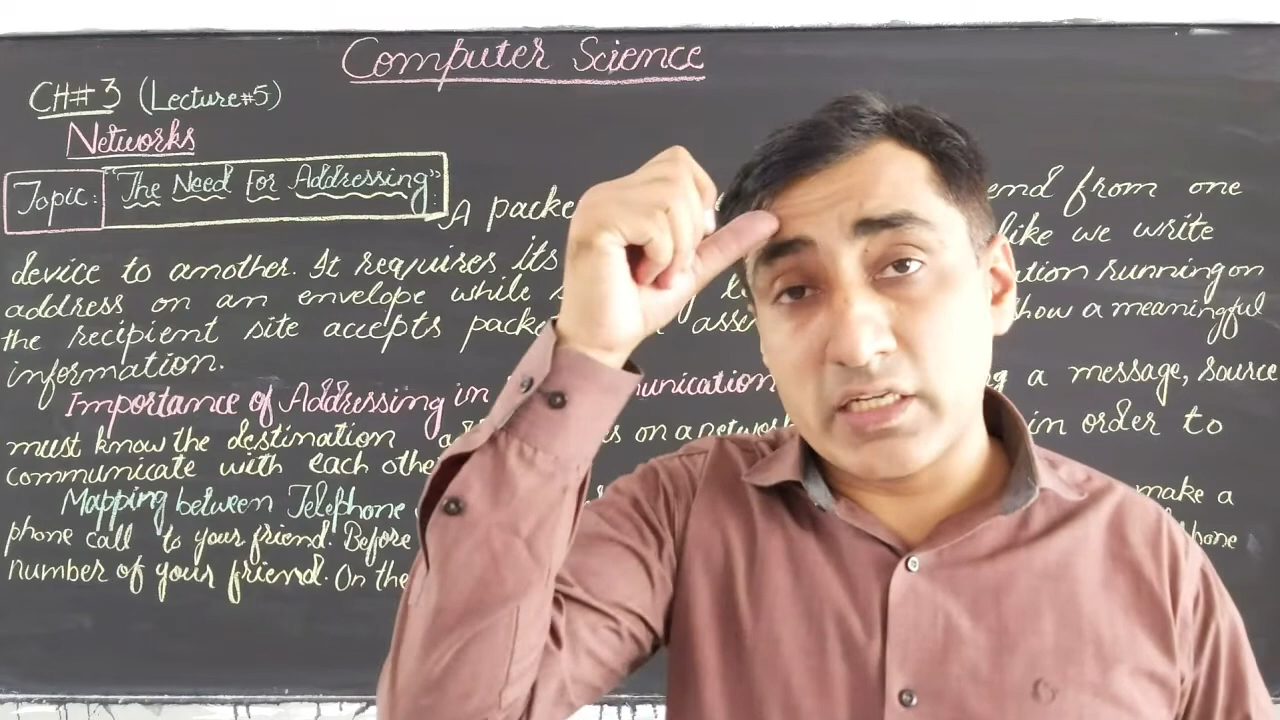 Computer Science
CH# 3 (Lecture#5)
Networks
Topic: "The Need For Addressing"
A packe end from one
device to another. It requires its like we write
address on an envelope while ation running on
the recipient site accepts pack asse show a meaningful
information.
Importance of Addressing in munication g a message, source
must know the destination s on a network in order to
communicate with each othe
Mapping between Telephone make a
phone call to your friend! Before hone
number of your friend. On the